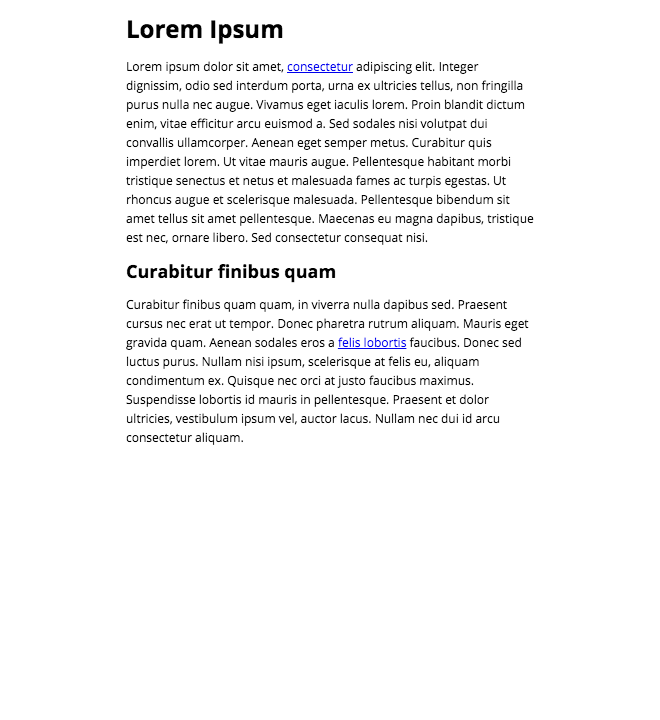 Lorem Ipsum
Lorem ipsum dolor sit amet, consectetur adipiscing elit. Integer
dignissim, odio sed interdum porta, urna ex ultricies tellus, non fringilla
purus nulla nec augue. Vivamus eget iaculis lorem. Proin blandit dictum
enim, vitae efficitur arcu euismod a. Sed sodales nisi volutpat dui
convallis ullamcorper. Aenean eget semper metus. Curabitur quis
imperdiet lorem. Ut vitae mauris augue. Pellentesque habitant morbi
tristique senectus et netus et malesuada fames ac turpis egestas. Ut
rhoncus augue et scelerisque malesuada. Pellentesque bibendum sit
amet tellus sit amet pellentesque. Maecenas eu magna dapibus, tristique
est nec, ornare libero. Sed consectetur consequat nisi.
Curabitur finibus quam
Curabitur finibus quam quam, in viverra nulla dapibus sed. Praesent
cursus nec erat ut tempor. Donec pharetra rutrum aliquam. Mauris eget
gravida quam. Aenean sodales eros a felis lobortis faucibus. Donec sed
luctus purus. Nullam nisi ipsum, scelerisque at felis eu, aliquam
condimentum ex. Quisque nec orci at justo faucibus maximus.
Suspendisse lobortis id mauris in pellentesque. Praesent et dolor
ultricies, vestibulum ipsum vel, auctor lacus. Nullam nec dui id arcu
consectetur aliquam.